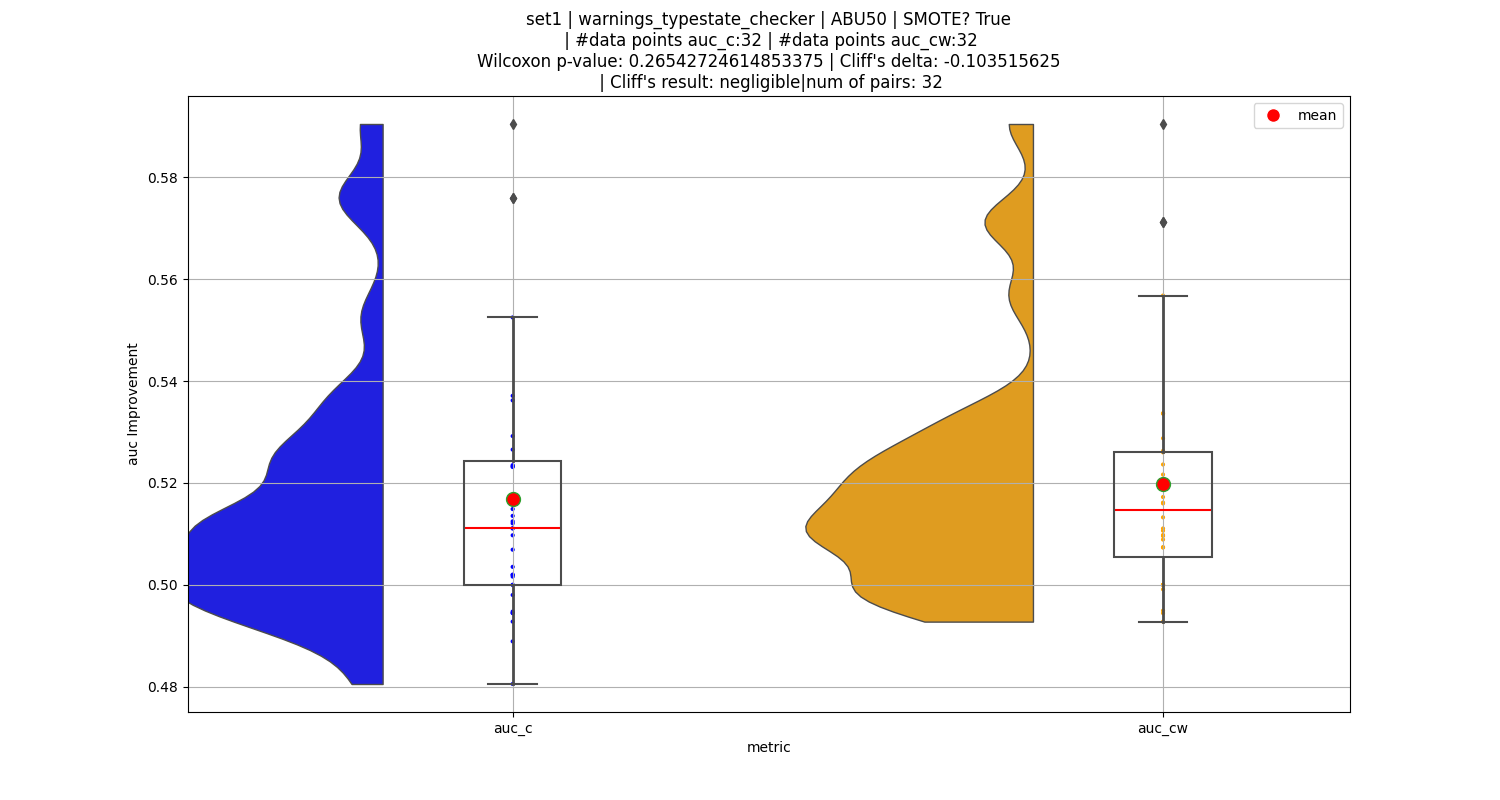 set1 | warnings_typestate_checker | ABU50 | SMOTE? True
| #data points auc_c:32 | #data points auc_cw:32
Wilcoxon p-value: 0.26542724614853375 | Cliff's delta: -0.103515625
| Cliff's result: negligible|num of pairs: 32
mean
0.58
0.56
0.54
0.52
0.50
0.48
auc Improvement
auc_c
auc_cw
metric